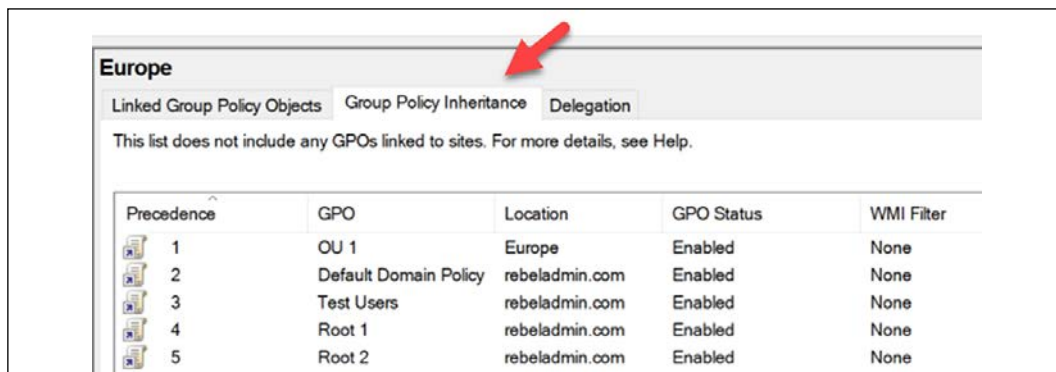 Europe
Linked Group Policy Objects Group Policy Inheritance Delegation
This list does not include any GPOs linked to sites. For more details, see Help.
Precedence GPO Location GPO Status WMI Filter
1 OU 1 Europe Enabled None
2 Default Domain Policy rebeladmin.com Enabled None
3 Test Users rebeladmin.com Enabled None
4 Root 1 rebeladmin.com Enabled None
5 Root 2 rebeladmin.com Enabled None